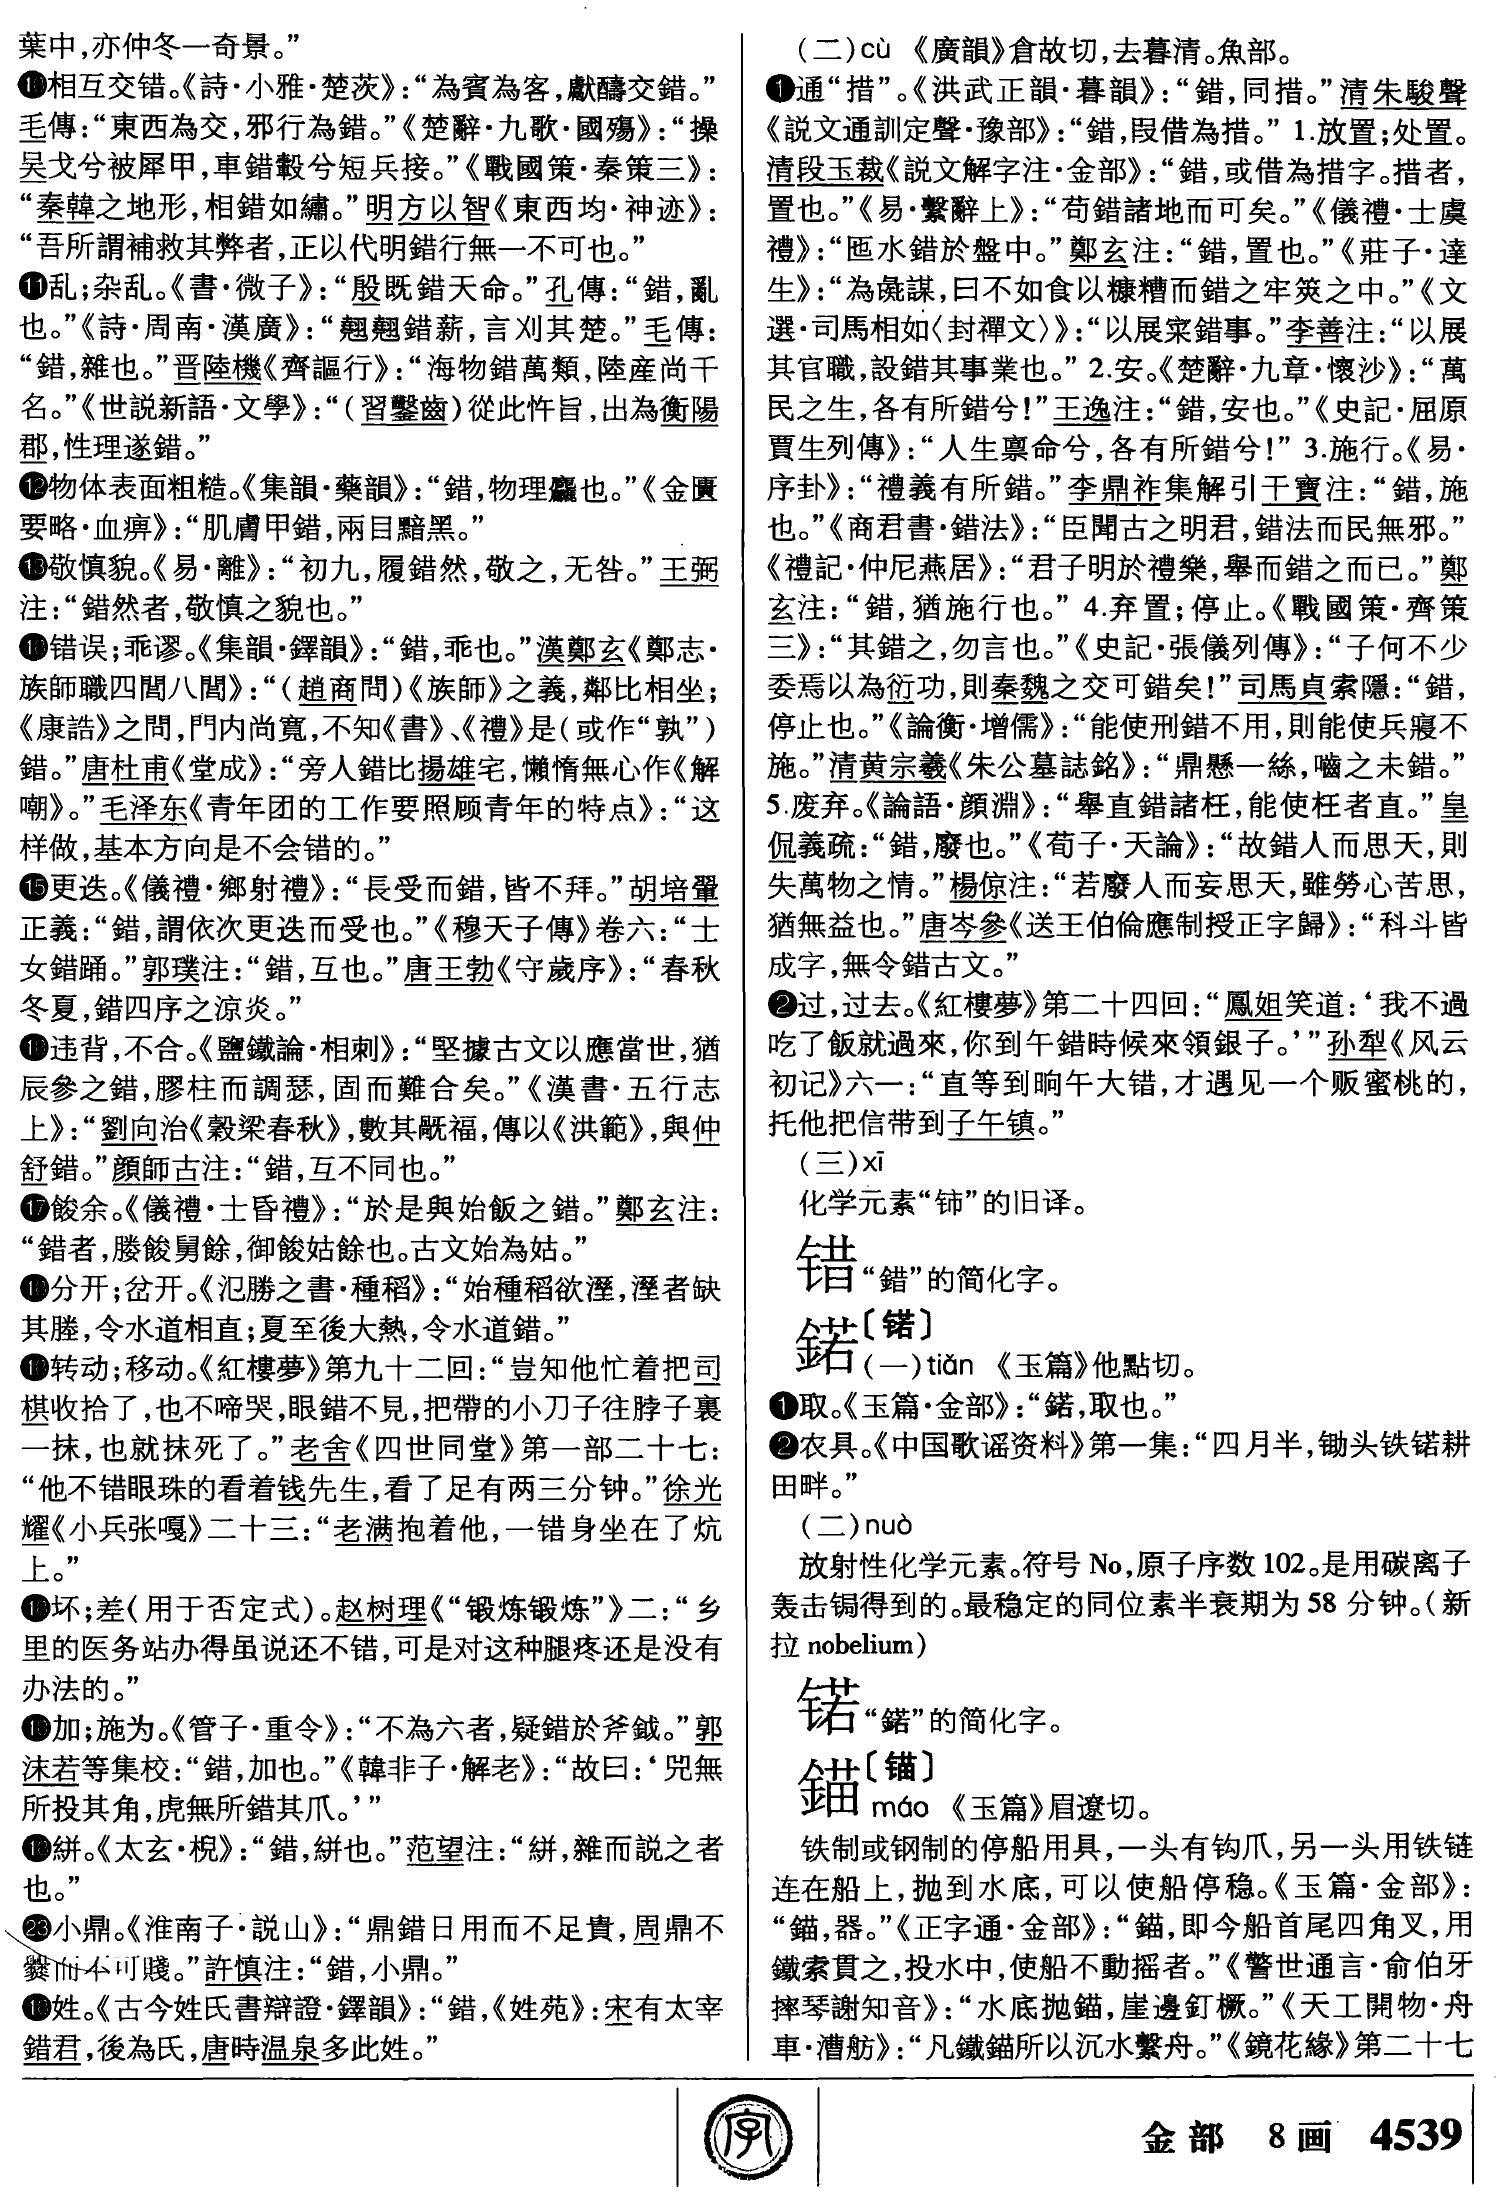 葉中，亦仲冬一奇景。”
❿相互交错。《詩·小雅·楚茨》：“為賓為客，獻醻交錯。”
毛傳：“東西為交，邪行為錯。”《楚辭·九歌·國殤》：“操
吴戈兮被犀甲，車錯轂兮短兵接。”《戰國策·秦策三》：
“秦韓之地形，相錯如繡。”明方以智《東西均·神迹》：
“吾所謂補救其弊者，正以代明錯行無一不可也。”
⓫乱；杂乱。《書·微子》：“殷既錯天命。”孔傳：“錯，亂
也。”《詩·周南·漢廣》：“翹翹錯薪，言刈其楚。”毛傳：
“錯，雜也。”晋陸機《齊謳行》：“海物錯萬類，陸産尚千
名。”《世説新語·文學》：“（習鑿齒）從此忤旨，出為衡陽
郡，性理遂錯。”
⓬物体表面粗糙。《集韻·藥韻》：“錯，物理麤也。”《金匱
要略·血痹》：“肌膚甲錯，兩目黯黑。”
⓭敬慎貌。《易·離》：“初九，履錯然，敬之，无咎。”王弼
注：“錯然者，敬慎之貌也。”
⓮错误；乖谬。《集韻·鐸韻》：“錯，乖也。”漢鄭玄《鄭志·
族師職四閭八閭》：“（趙商問）《族師》之義，鄰比相坐；
《康誥》之問，門内尚寬，不知《書》、《禮》是（或作“孰”）
錯。”唐杜甫《堂成》：“旁人錯比揚雄宅，懶惰無心作《解
嘲》。”毛泽东《青年团的工作要照顾青年的特点》：“这
样做，基本方向是不会错的。”
⓯更迭。《儀禮·鄉射禮》：“長受而錯，皆不拜。”胡培翬
正義：“錯，謂依次更迭而受也。”《穆天子傳》卷六：“士
女錯踊。”郭璞注：“錯，互也。”唐王勃《守歲序》：“春秋
冬夏，錯四序之涼炎。”
⓰违背，不合。《鹽鐵論·相刺》：“堅據古文以應當世，猶
辰參之錯，膠柱而調瑟，固而難合矣。”《漢書·五行志
上》：“劉向治《穀梁春秋》，數其旤福，傳以《洪範》，與仲
舒錯。”顔師古注：“錯，互不同也。”
⓱餕余。《儀禮·士昏禮》：“於是與始飯之錯。”鄭玄注：
“錯者，媵餕舅餘，御餕姑餘也。古文始為姑。”
⓲分开；岔开。《氾勝之書·種稻》：“始種稻欲溼，溼者缺
其塍，令水道相直；夏至後大熱，令水道錯。”
⓳转动；移动。《紅樓夢》第九十二回：“豈知他忙着把司
棋收拾了，也不啼哭，眼錯不見，把帶的小刀子往脖子裏
一抹，也就抹死了。”老舍《四世同堂》第一部二十七：
“他不错眼珠的看着钱先生，看了足有两三分钟。”徐光
耀《小兵张嘎》二十三：“老满抱着他，一错身坐在了炕
上。”
⓴坏；差（用于否定式）。赵树理《“锻炼锻炼”》二：“乡
里的医务站办得虽说还不错，可是对这种腿疼还是没有
办法的。”
㉑加；施为。《管子·重令》：“不為六者，疑錯於斧鉞。”郭
沫若等集校：“錯，加也。”《韓非子·解老》：“故曰：‘兕無
所投其角，虎無所錯其爪。’”
㉒絣。《太玄·棿》：“錯，絣也。”范望注：“絣，雜而説之者
也。”
㉓小鼎。《淮南子·説山》：“鼎錯日用而不足貴，周鼎不
爨而不可賤。”許慎注：“錯，小鼎。”
㉔姓。《古今姓氏書辯證·鐸韻》：“錯，《姓苑》：宋有太宰
錯君，後為氏，唐時温泉多此姓。”
（二）cù 《廣韻》倉故切，去暮清。魚部。
❶通“措”。《洪武正韻·暮韻》：“錯，同措。”清朱駿聲
《説文通訓定聲·豫部》：“錯，叚借為措。” 1.放置；处置。
清段玉裁《説文解字注·金部》：“錯，或借為措字。措者，
置也。”《易·繫辭上》：“苟錯諸地而可矣。”《儀禮·士虞
禮》：“匜水錯於盤中。”鄭玄注：“錯，置也。”《莊子·達
生》：“為彘謀，曰不如食以糠糟而錯之牢筴之中。”《文
選·司馬相如〈封禪文〉》：“以展寀錯事。”李善注：“以展
其官職，設錯其事業也。” 2.安。《楚辭·九章·懷沙》：“萬
民之生，各有所錯兮！”王逸注：“錯，安也。”《史記·屈原
賈生列傳》：“人生禀命兮，各有所錯兮！” 3.施行。《易·
序卦》：“禮義有所錯。”李鼎祚集解引干寶注：“錯，施
也。”《商君書·錯法》：“臣聞古之明君，錯法而民無邪。”
《禮記·仲尼燕居》：“君子明於禮樂，舉而錯之而已。”鄭
玄注：“錯，猶施行也。” 4.弃置；停止。《戰國策·齊策
三》：“其錯之，勿言也。”《史記·張儀列傳》：“子何不少
委焉以為衍功，則秦魏之交可錯矣！”司馬貞索隱：“錯，
停止也。”《論衡·增儒》：“能使刑錯不用，則能使兵寢不
施。”清黄宗羲《朱公墓誌銘》：“鼎懸一絲，嚙之未錯。”
5.废弃。《論語·顔淵》：“舉直錯諸枉，能使枉者直。”皇
侃義疏：“錯，廢也。”《荀子·天論》：“故錯人而思天，則
失萬物之情。”楊倞注：“若廢人而妄思天，雖勞心苦思，
猶無益也。”唐岑參《送王伯倫應制授正字歸》：“科斗皆
成字，無令錯古文。”
❷过，过去。《紅樓夢》第二十四回：“鳳姐笑道：‘我不過
吃了飯就過來，你到午錯時候來領銀子。’”孙犁《风云
初记》六一：“直等到晌午大错，才遇见一个贩蜜桃的，
托他把信带到子午镇。”
（三）xī
化学元素“铈”的旧译。
错 “錯”的简化字。
鍩〔锘〕
（一）tiǎn 《玉篇》他點切。
❶取。《玉篇·金部》：“鍩，取也。”
❷农具。《中国歌谣资料》第一集：“四月半，锄头铁锘耕
田畔。”
（二）nuò
放射性化学元素。符号 No，原子序数 102。是用碳离子
轰击锔得到的。最稳定的同位素半衰期为 58 分钟。（新
拉 nobelium）
锘 “鍩”的简化字。
錨〔锚〕
máo 《玉篇》眉遼切。
铁制或钢制的停船用具，一头有钩爪，另一头用铁链
连在船上，抛到水底，可以使船停稳。《玉篇·金部》：
“錨，器。”《正字通·金部》：“錨，即今船首尾四角叉，用
鐵索貫之，投水中，使船不動摇者。”《警世通言·俞伯牙
摔琴謝知音》：“水底抛錨，崖邊釘橛。”《天工開物·舟
車·漕舫》：“凡鐵錨所以沉水繫舟。”《鏡花緣》第二十七
字
金部 8画 4539